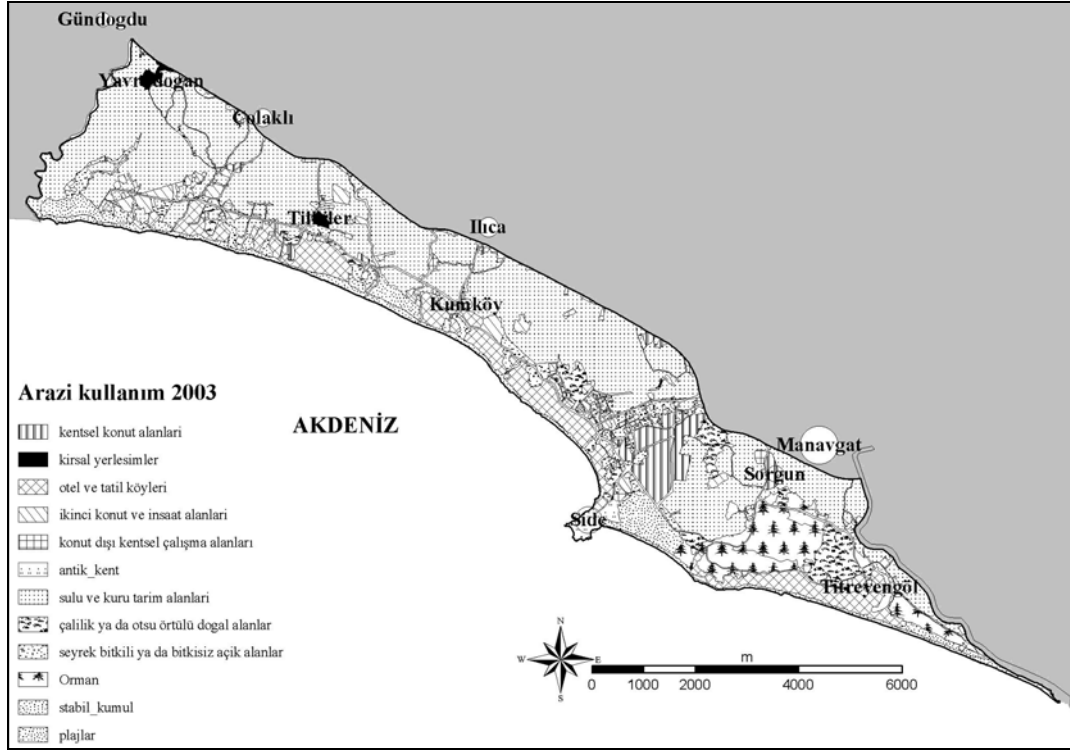 Gündogdu
Çolaklı
Ilıca
Kumköy
Arazi kullanım 2003
AKDENİZ
kentsel konut alanlari
kirsal yerlesimler
otel ve tatil köyleri
ikinci konut ve insaat alanlari
konut dışı kentsel çalışma alanları
antik_kent
sulu ve kuru tarim alanlari
çalilik ya da otsu örtülü dogal alanlar
seyrek bitkili ya da bitkisiz açik alanlar
Orman
stabil_kumul
plajlar
Manavgat
Sorgun
Side
Titreyengöl
N
W
E
S
m
0 1000 2000 4000 6000